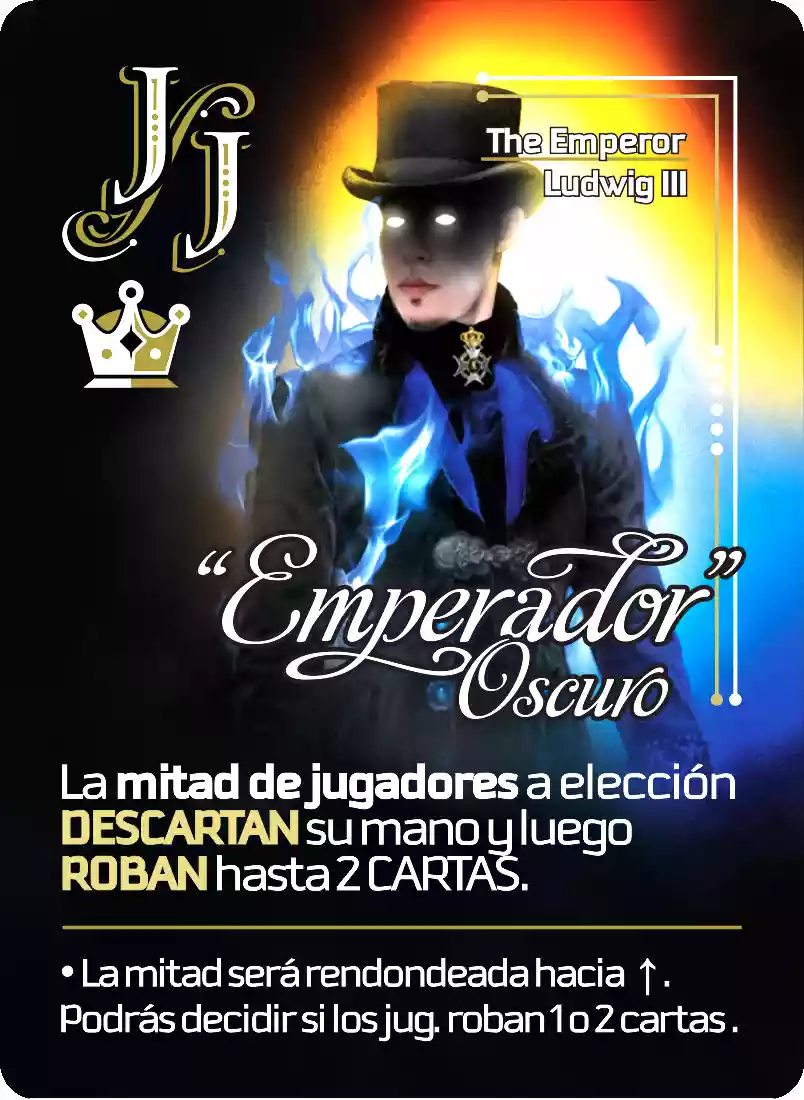 JJ
The Emperor
Ludwig III
“Emperador”
Oscuro
La mitad de jugadores a elección
DESCARTAN su mano y luego
ROBAN hasta 2 CARTAS.
• La mitad será rendondeada hacia ↑.
Podrás decidir si los jug. roban 1 o 2 cartas.